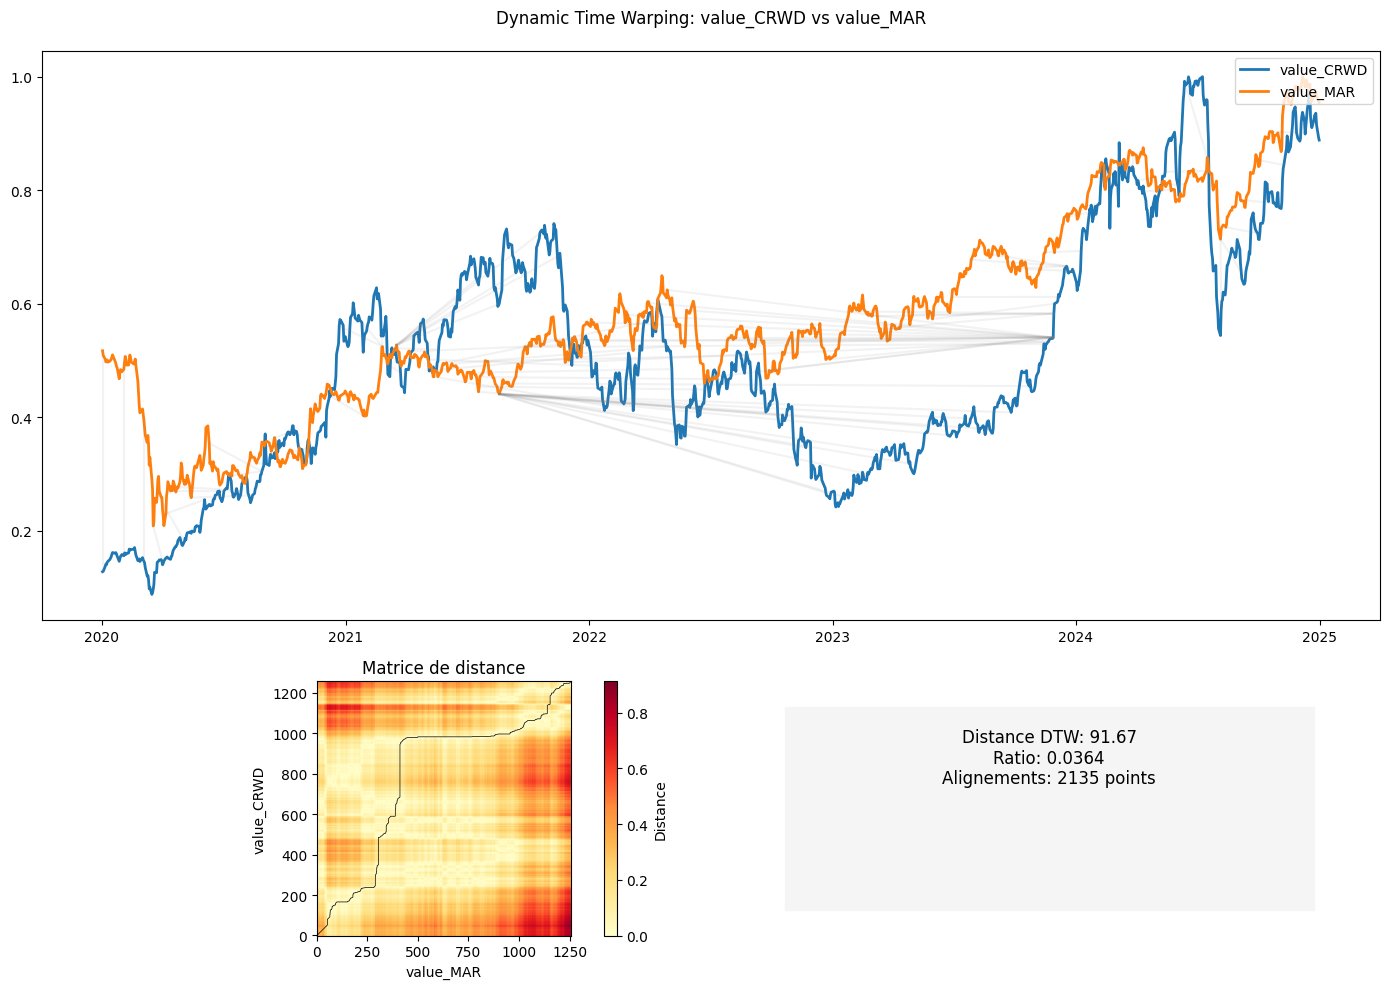 Dynamic Time Warping: value_CRWD vs value_MAR
value_CRWD
value_MAR
1.0
0.8
0.6
0.4
0.2
2020 2021 2022 2023 2024 2025
Matrice de distance
1200
1000
800
600
400
200
0
value_CRWD
0 250 500 750 1000 1250
value_MAR
0.8
0.6
0.4
0.2
0.0
Distance
Distance DTW: 91.67
Ratio: 0.0364
Alignements: 2135 points